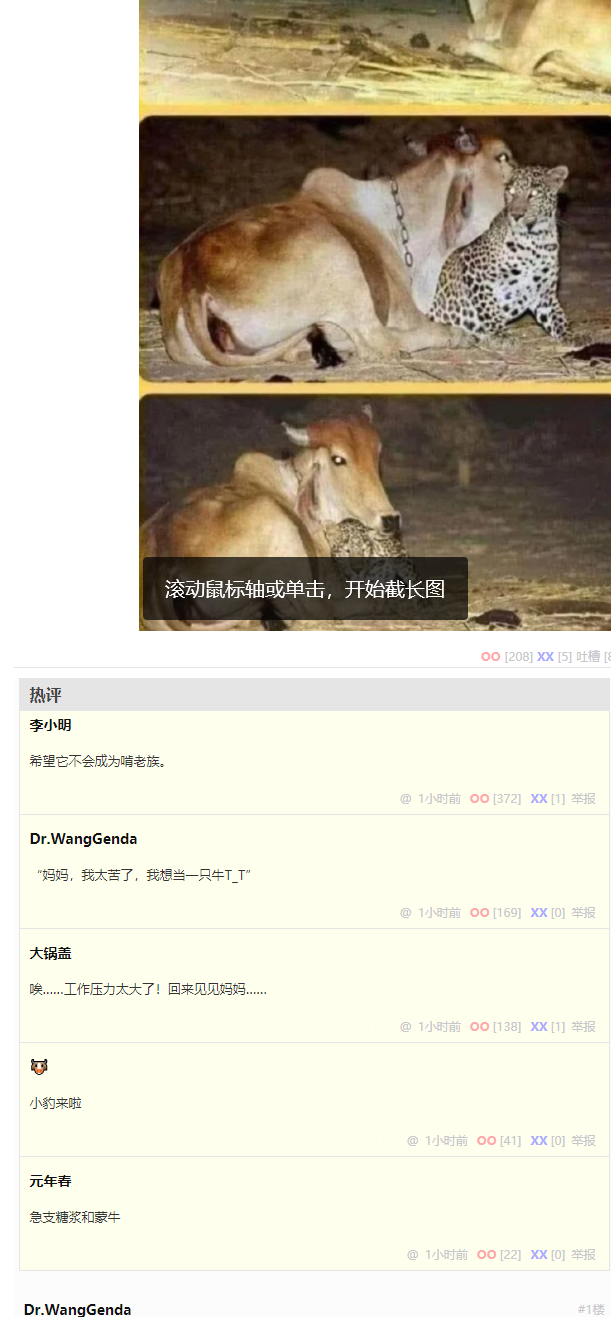 滚动鼠标轴或单击，开始截长图
OO [208] XX [5] 吐槽 [8
热评
李小明
希望它不会成为啃老族。
@ 1小时前 OO [372] XX [1] 举报
Dr.WangGenda
“妈妈，我太苦了，我想当一只牛T_T”
@ 1小时前 OO [169] XX [0] 举报
大锅盖
唉......工作压力太大了！回来见见妈妈......
@ 1小时前 OO [138] XX [1] 举报
🐯
小豹来啦
@ 1小时前 OO [41] XX [0] 举报
元年春
急支糖浆和蒙牛
@ 1小时前 OO [22] XX [0] 举报
Dr.WangGenda #1楼